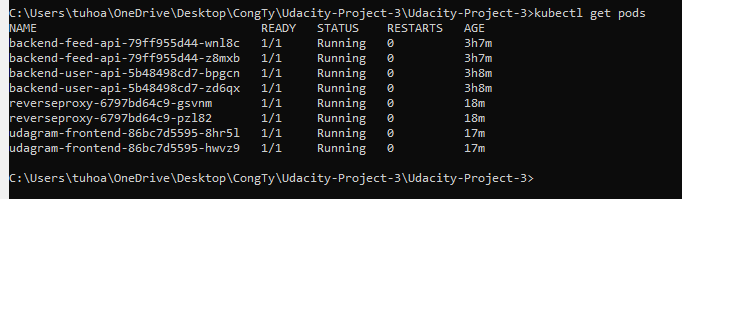 C:\Users\tuhoa\OneDrive\Desktop\CongTy\Udacity-Project-3\Udacity-Project-3>kubectl get pods
NAME READY STATUS RESTARTS AGE
backend-feed-api-79ff955d44-wnl8c 1/1 Running 0 3h7m
backend-feed-api-79ff955d44-z8mxb 1/1 Running 0 3h7m
backend-user-api-5b48498cd7-bpgcn 1/1 Running 0 3h8m
backend-user-api-5b48498cd7-zd6qx 1/1 Running 0 3h8m
reverseproxy-6797bd64c9-gsvnm 1/1 Running 0 18m
reverseproxy-6797bd64c9-pzl82 1/1 Running 0 18m
udagram-frontend-86bc7d5595-8hr5l 1/1 Running 0 17m
udagram-frontend-86bc7d5595-hwvz9 1/1 Running 0 17m
C:\Users\tuhoa\OneDrive\Desktop\CongTy\Udacity-Project-3\Udacity-Project-3>